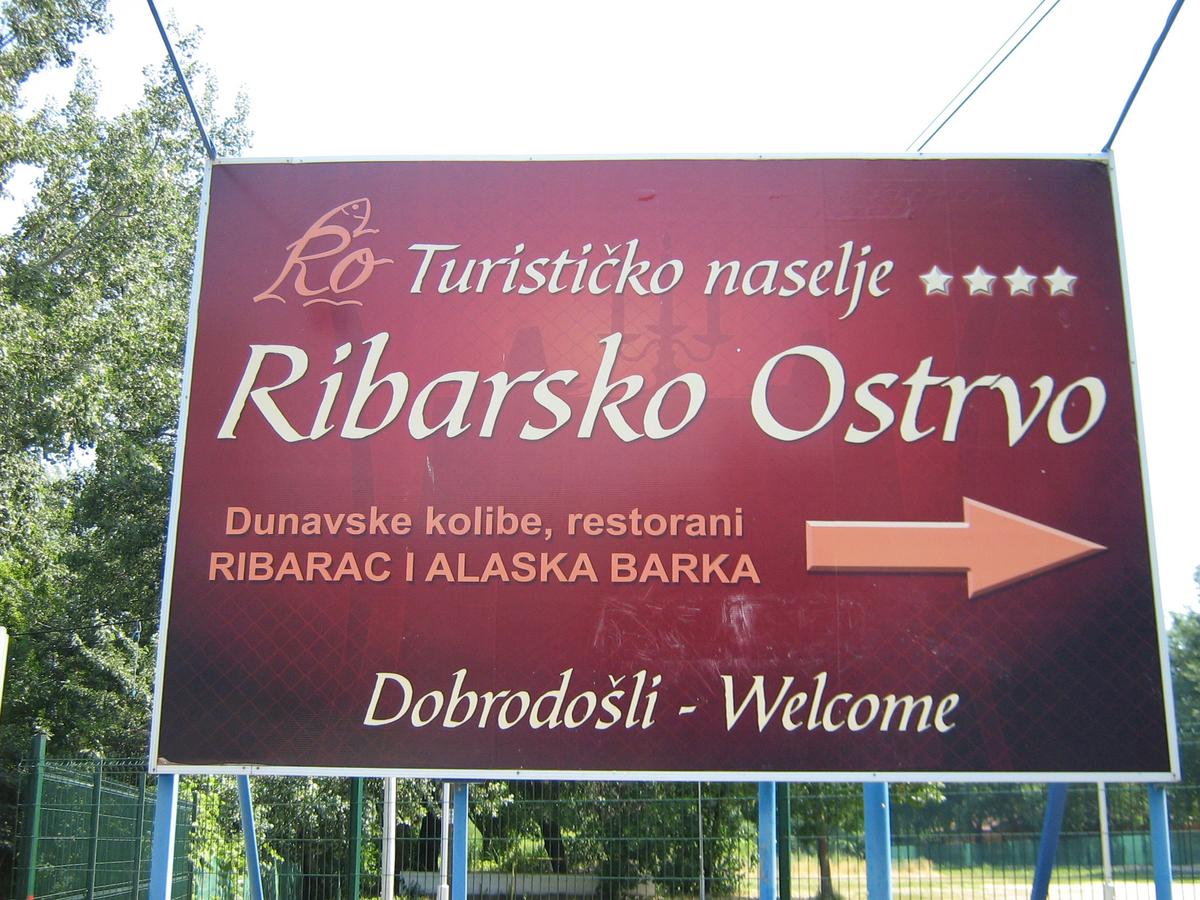 Ro Turističko naselje
Ribarsko Ostrvo
Dunavske kolibe, restorani
RIBARAC I ALASKA BARKA
Dobrodošli - Welcome